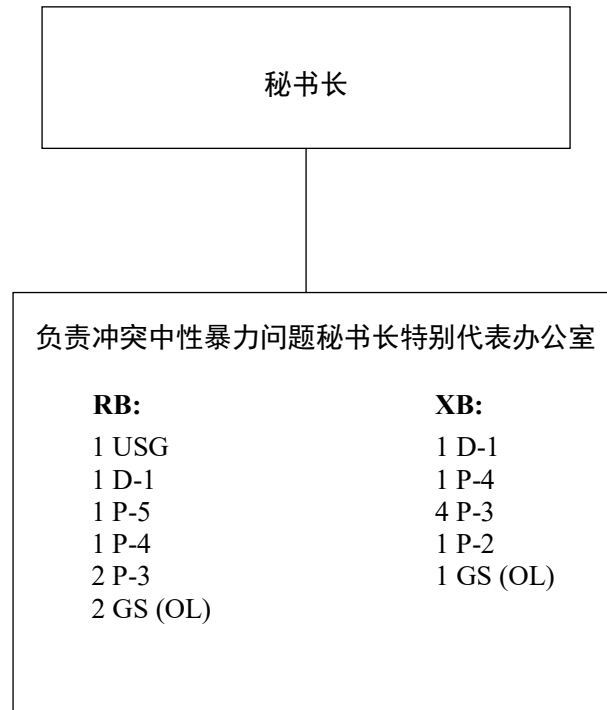 秘书长
负责冲突中性暴力问题秘书长特别代表办公室
RB:
1 USG
1 D-1
1 P-5
1 P-4
2 P-3
2 GS (OL)
XB:
1 D-1
1 P-4
4 P-3
1 P-2
1 GS (OL)